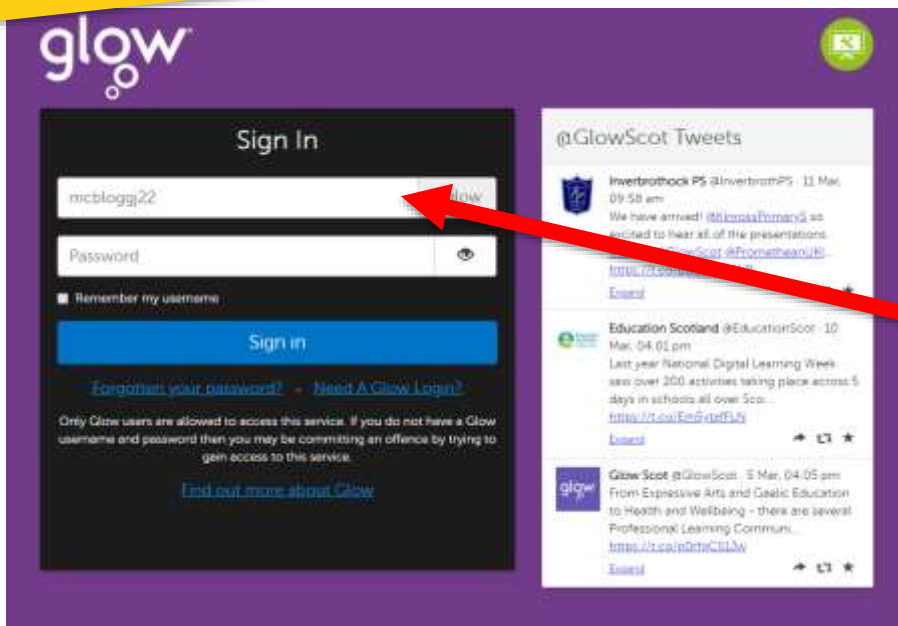 glow
Sign In
mcbloggj22
Password
Remember my username
Sign in
Forgotten your password? - Need A Glow Login?
Only Glow users are allowed to access this service. If you do not have a Glow
username and password then you may be committing an offence by trying to
gain access to this service.
Find out more about Glow
@GlowScot Tweets
Inverbrothock PS @InverbrothPS · 11 Mar,
09:58 am
We have arrived! @KinrossPrimaryS so
excited to hear all of the presentations
@GlowScot @PrometheanUKI...
Expand
Education Scotland @EducationScot · 10
Mar, 04:01 pm
Last year National Digital Learning Week
saw over 200 activities taking place across 5
days in schools all over Sco...
Expand
glow
Glow Scot @GlowScot · 5 Mar, 04:05 pm
From Expressive Arts and Gaelic Education
to Health and Wellbeing - there are several
Professional Learning Communi...
Expand